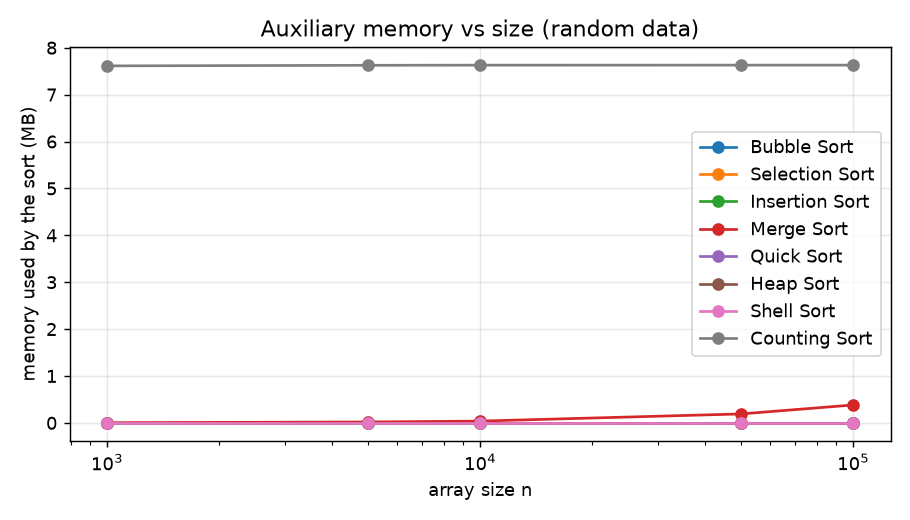 Auxiliary memory vs size (random data)
memory used by the sort (MB)
8
7
6
5
4
3
2
1
0
Bubble Sort
Selection Sort
Insertion Sort
Merge Sort
Quick Sort
Heap Sort
Shell Sort
Counting Sort
10³ 10⁴ 10⁵
array size n